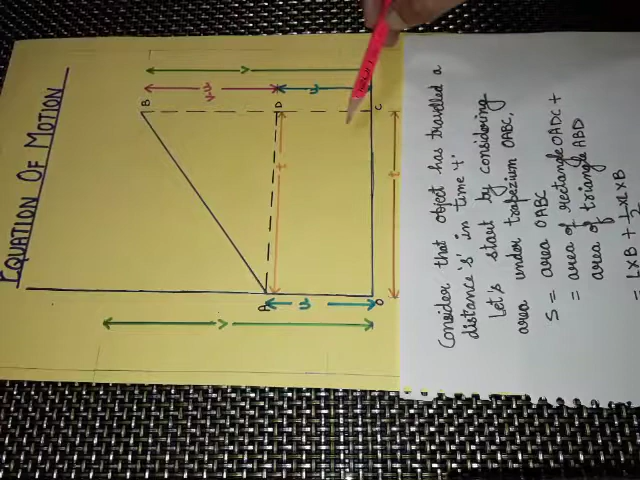 EQUATION OF MOTION
B
D
C
A
O
v
v-u
u
t
t
u
v
Consider that object has travelled a
distance 's' in time 't'
Let's start by considering
area under trapezium OABC,
S = area OABC
= area of rectangle OADC +
area of triangle ABD